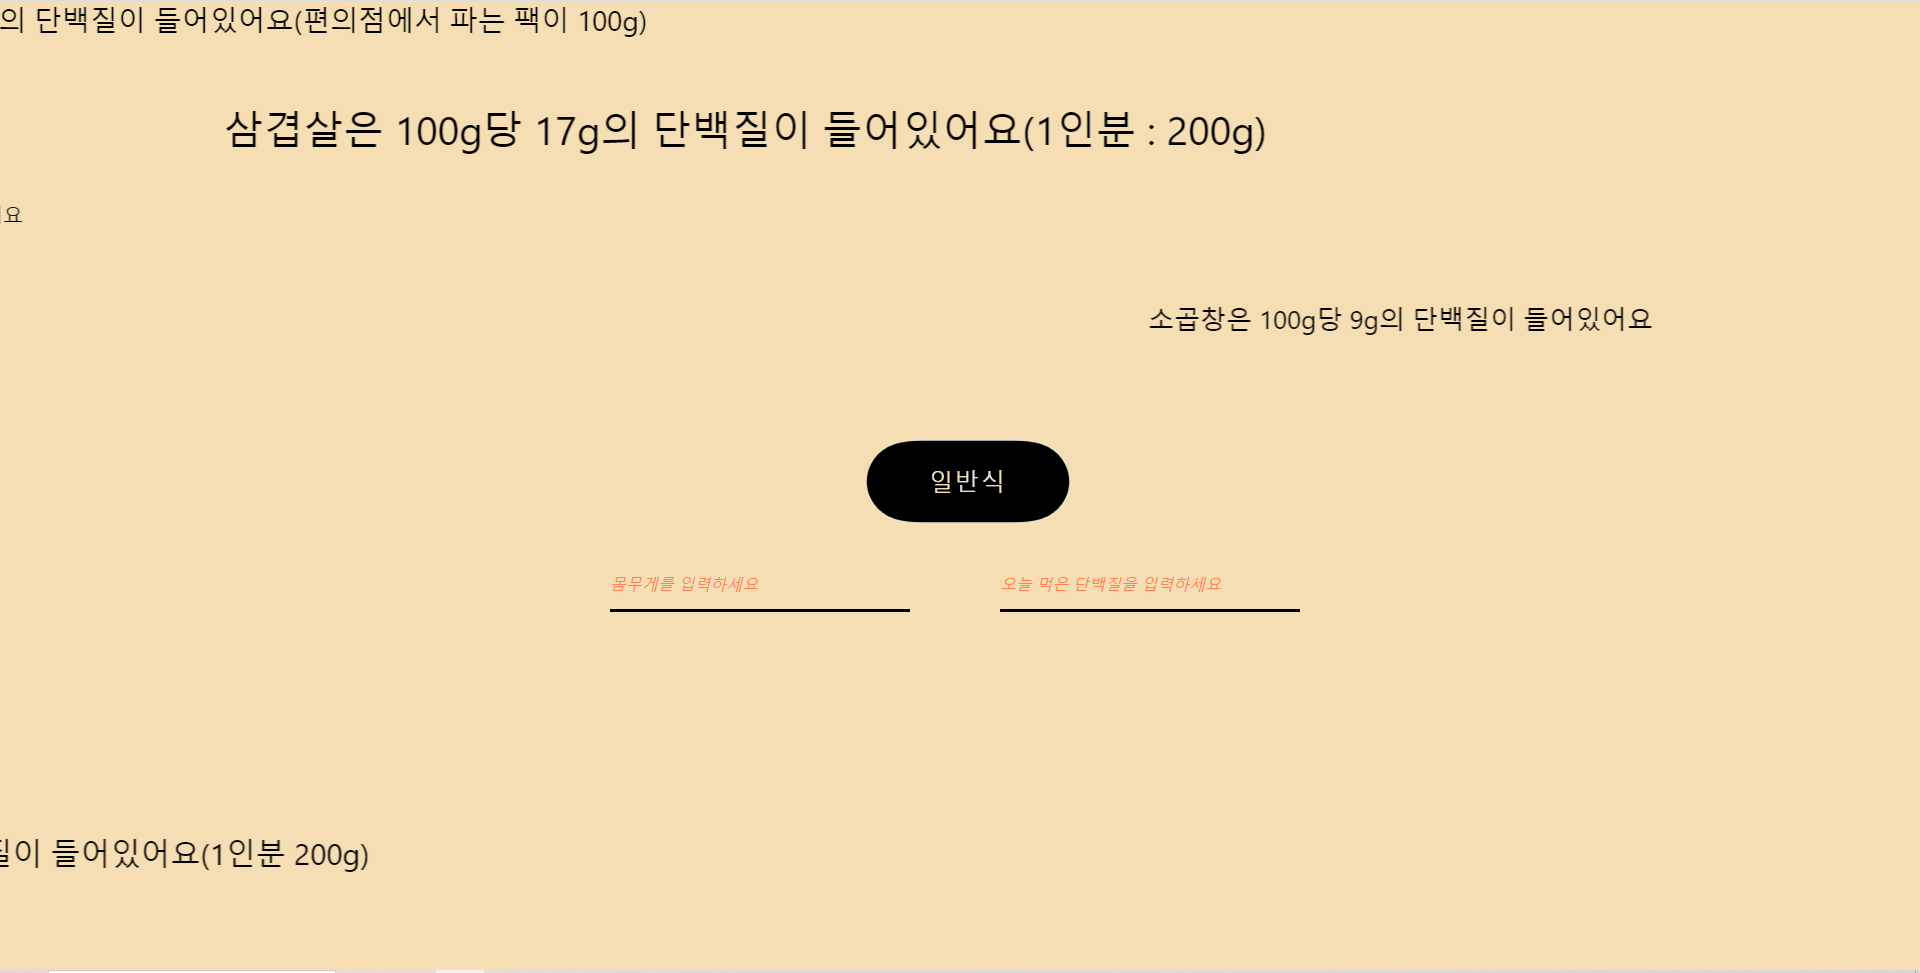 의 단백질이 들어있어요(편의점에서 파는 팩이 100g)
삼겹살은 100g당 17g의 단백질이 들어있어요(1인분 : 200g)
요
소곱창은 100g당 9g의 단백질이 들어있어요
일반식
몸무게를 입력하세요
오늘 먹은 단백질을 입력하세요
이 들어있어요(1인분 200g)